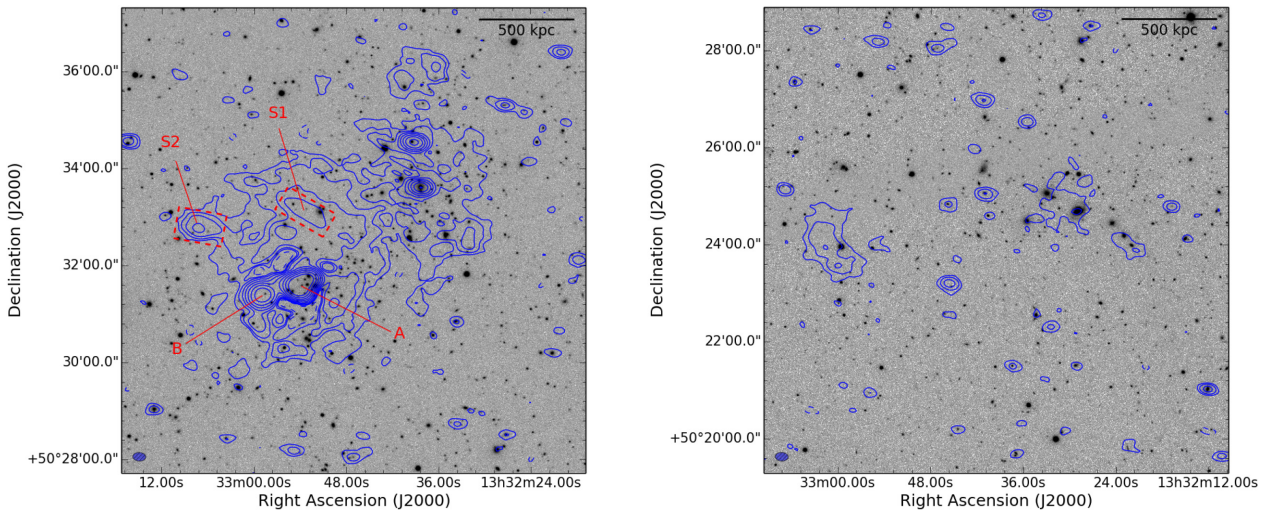 500 kpc
36'00.0"
S1
S2
34'00.0"
32'00.0"
A
B
30'00.0"
+50°28'00.0"
12.00s 33m00.00s 48.00s 36.00s 13h32m24.00s
Right Ascension (J2000)
Declination (J2000)
500 kpc
28'00.0"
26'00.0"
24'00.0"
22'00.0"
+50°20'00.0"
33m00.00s 48.00s 36.00s 24.00s 13h32m12.00s
Right Ascension (J2000)
Declination (J2000)